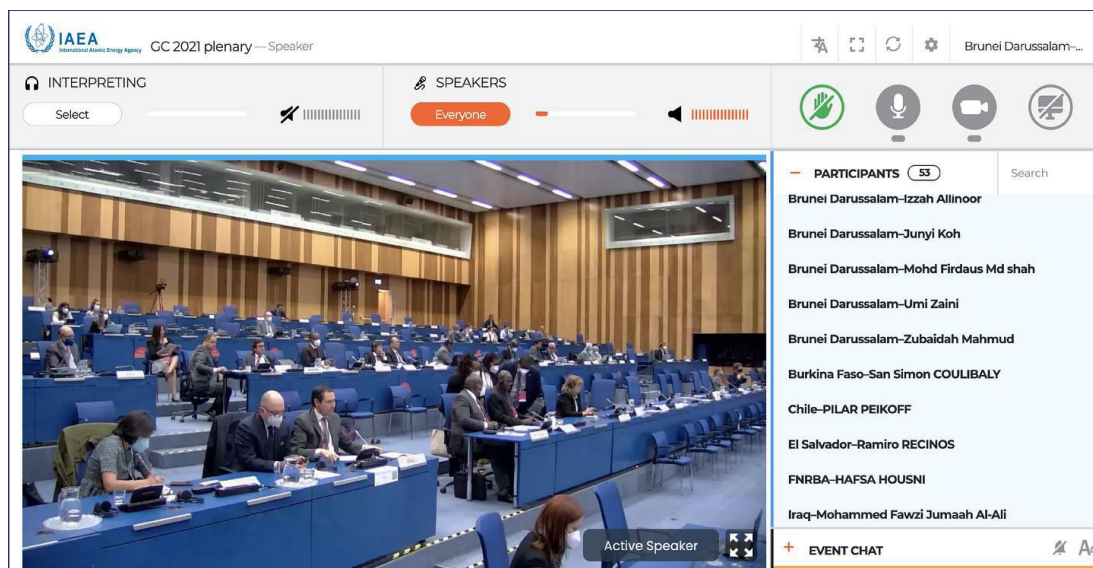 IAEA
International Atomic Energy Agency
GC 2021 plenary — Speaker
Brunei Darussalam–...
INTERPRETING
Select
SPEAKERS
Everyone
PARTICIPANTS 53
Search
Brunei Darussalam–Izzah Allinoor
Brunei Darussalam–Junyi Koh
Brunei Darussalam–Mohd Firdaus Md shah
Brunei Darussalam–Umi Zaini
Brunei Darussalam–Zubaidah Mahmud
Burkina Faso–San Simon COULIBALY
Chile–PILAR PEIKOFF
El Salvador–Ramiro RECINOS
FNRBA–HAFSA HOUSNI
Iraq–Mohammed Fawzi Jumaah Al-Ali
Active Speaker
EVENT CHAT